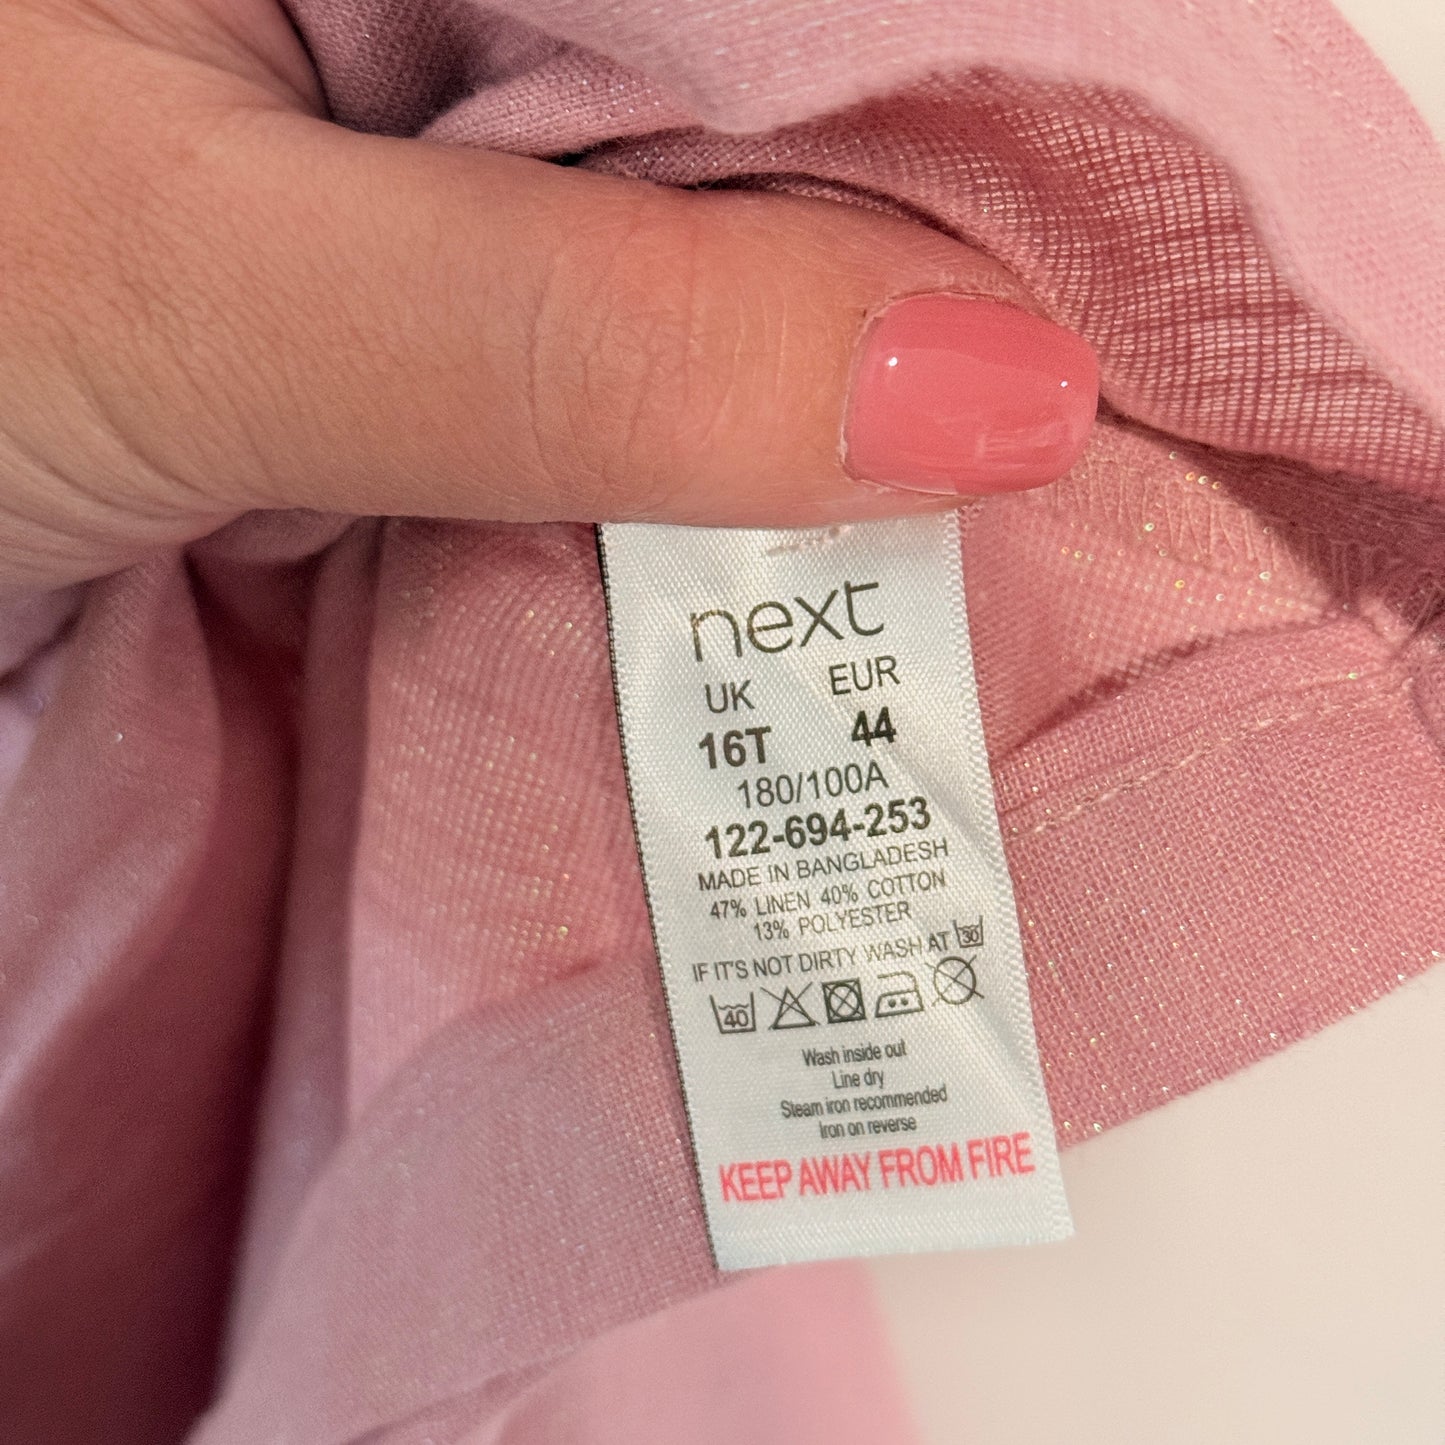 next
UK EUR
16T 44
180/100A
122-694-253
MADE IN BANGLADESH
47% LINEN 40% COTTON
13% POLYESTER
IF IT'S NOT DIRTY WASH AT 30
40
Wash inside out
Line dry
Steam iron recommended
Iron on reverse
KEEP AWAY FROM FIRE